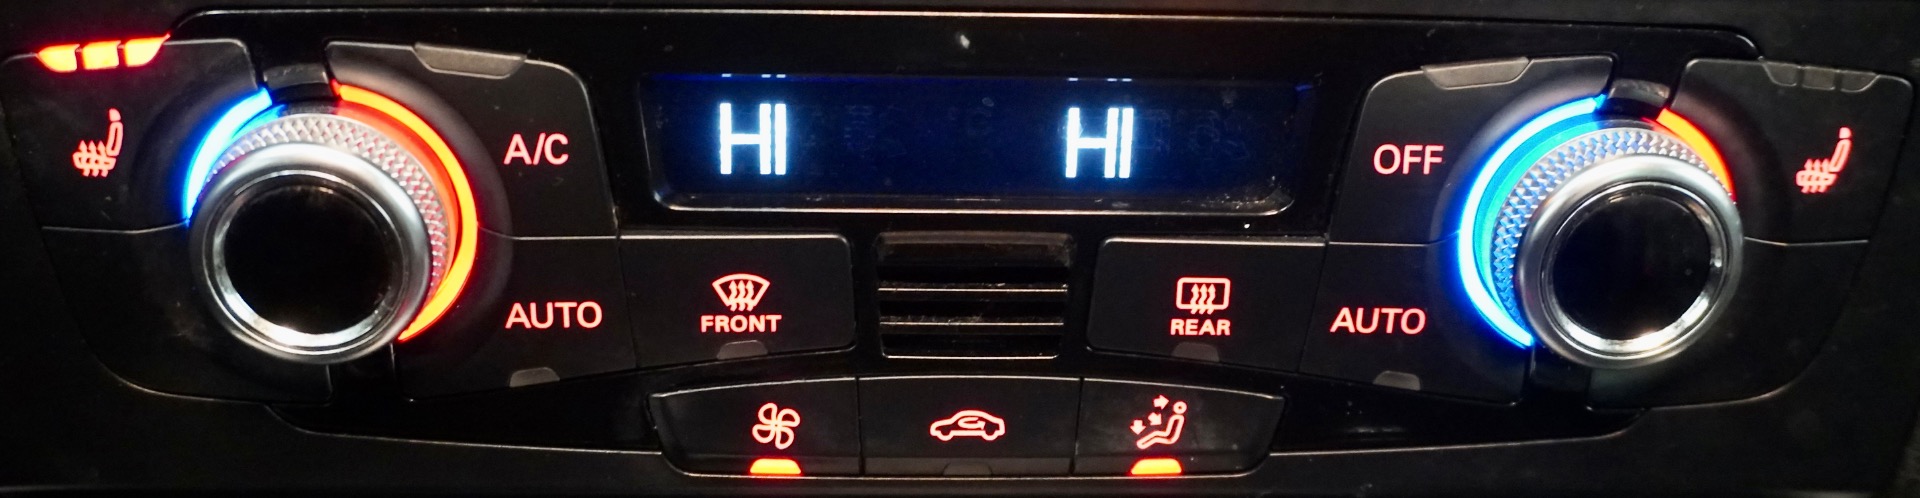 HI HI
A/C OFF
AUTO FRONT REAR AUTO